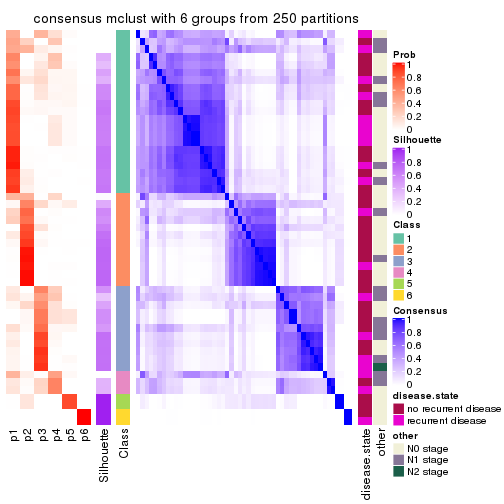 consensus mclust with 6 groups from 250 partitions
Prob
1
0.8
0.6
0.4
0.2
0
Silhouette
1
0.8
0.6
0.4
0.2
0
Class
1
2
3
4
5
6
Consensus
1
0.8
0.6
0.4
0.2
0
disease.state
no recurrent disease
recurrent disease
other
N0 stage
N1 stage
N2 stage
p1
p2
p3
p4
p5
p6
Silhouette
Class
disease.state
other